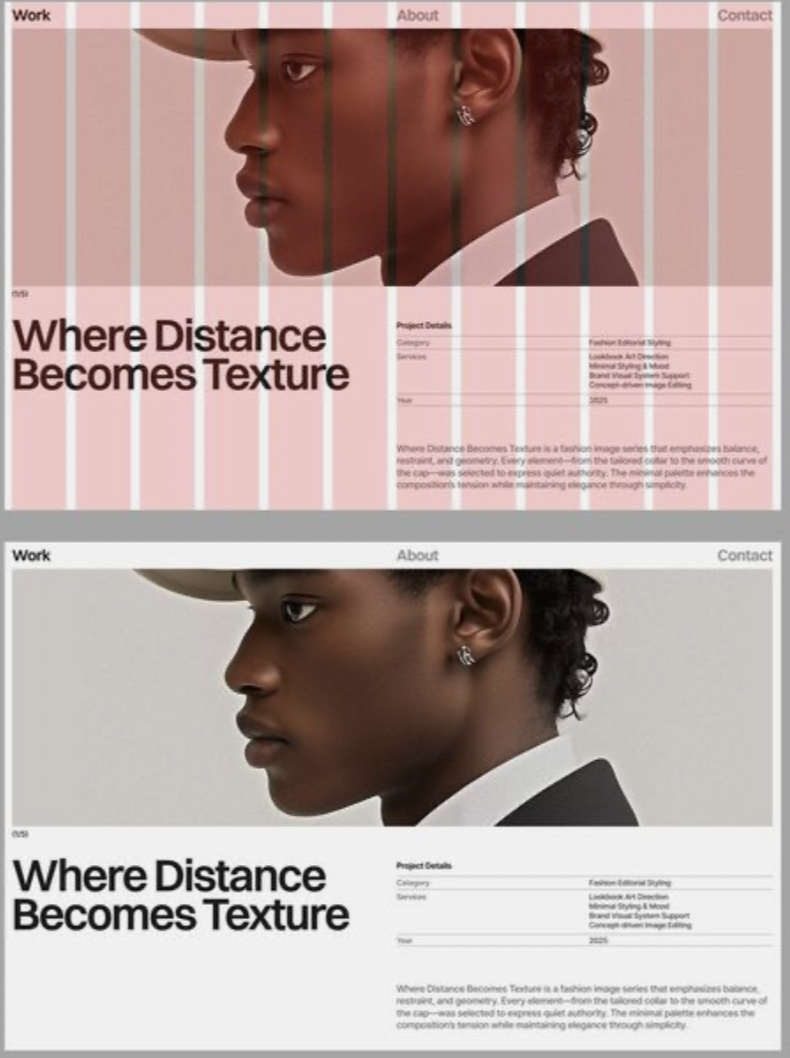 Work About Contact
(1/5)
Where Distance
Becomes Texture
Project Details
Category Fashion Editorial Styling
Services Lookbook Art Direction
Minimal Styling & Mood
Brand Visual System Support
Concept-driven Image Editing
Year 2025
Where Distance Becomes Texture is a fashion image series that emphasizes balance,
restraint, and geometry. Every element—from the tailored collar to the smooth curve of
the cap—was selected to express quiet authority. The minimal palette enhances the
composition's tension while maintaining elegance through simplicity.
Work About Contact
(1/5)
Where Distance
Becomes Texture
Project Details
Category Fashion Editorial Styling
Services Lookbook Art Direction
Minimal Styling & Mood
Brand Visual System Support
Concept-driven Image Editing
Year 2025
Where Distance Becomes Texture is a fashion image series that emphasizes balance,
restraint, and geometry. Every element—from the tailored collar to the smooth curve of
the cap—was selected to express quiet authority. The minimal palette enhances the
composition's tension while maintaining elegance through simplicity.